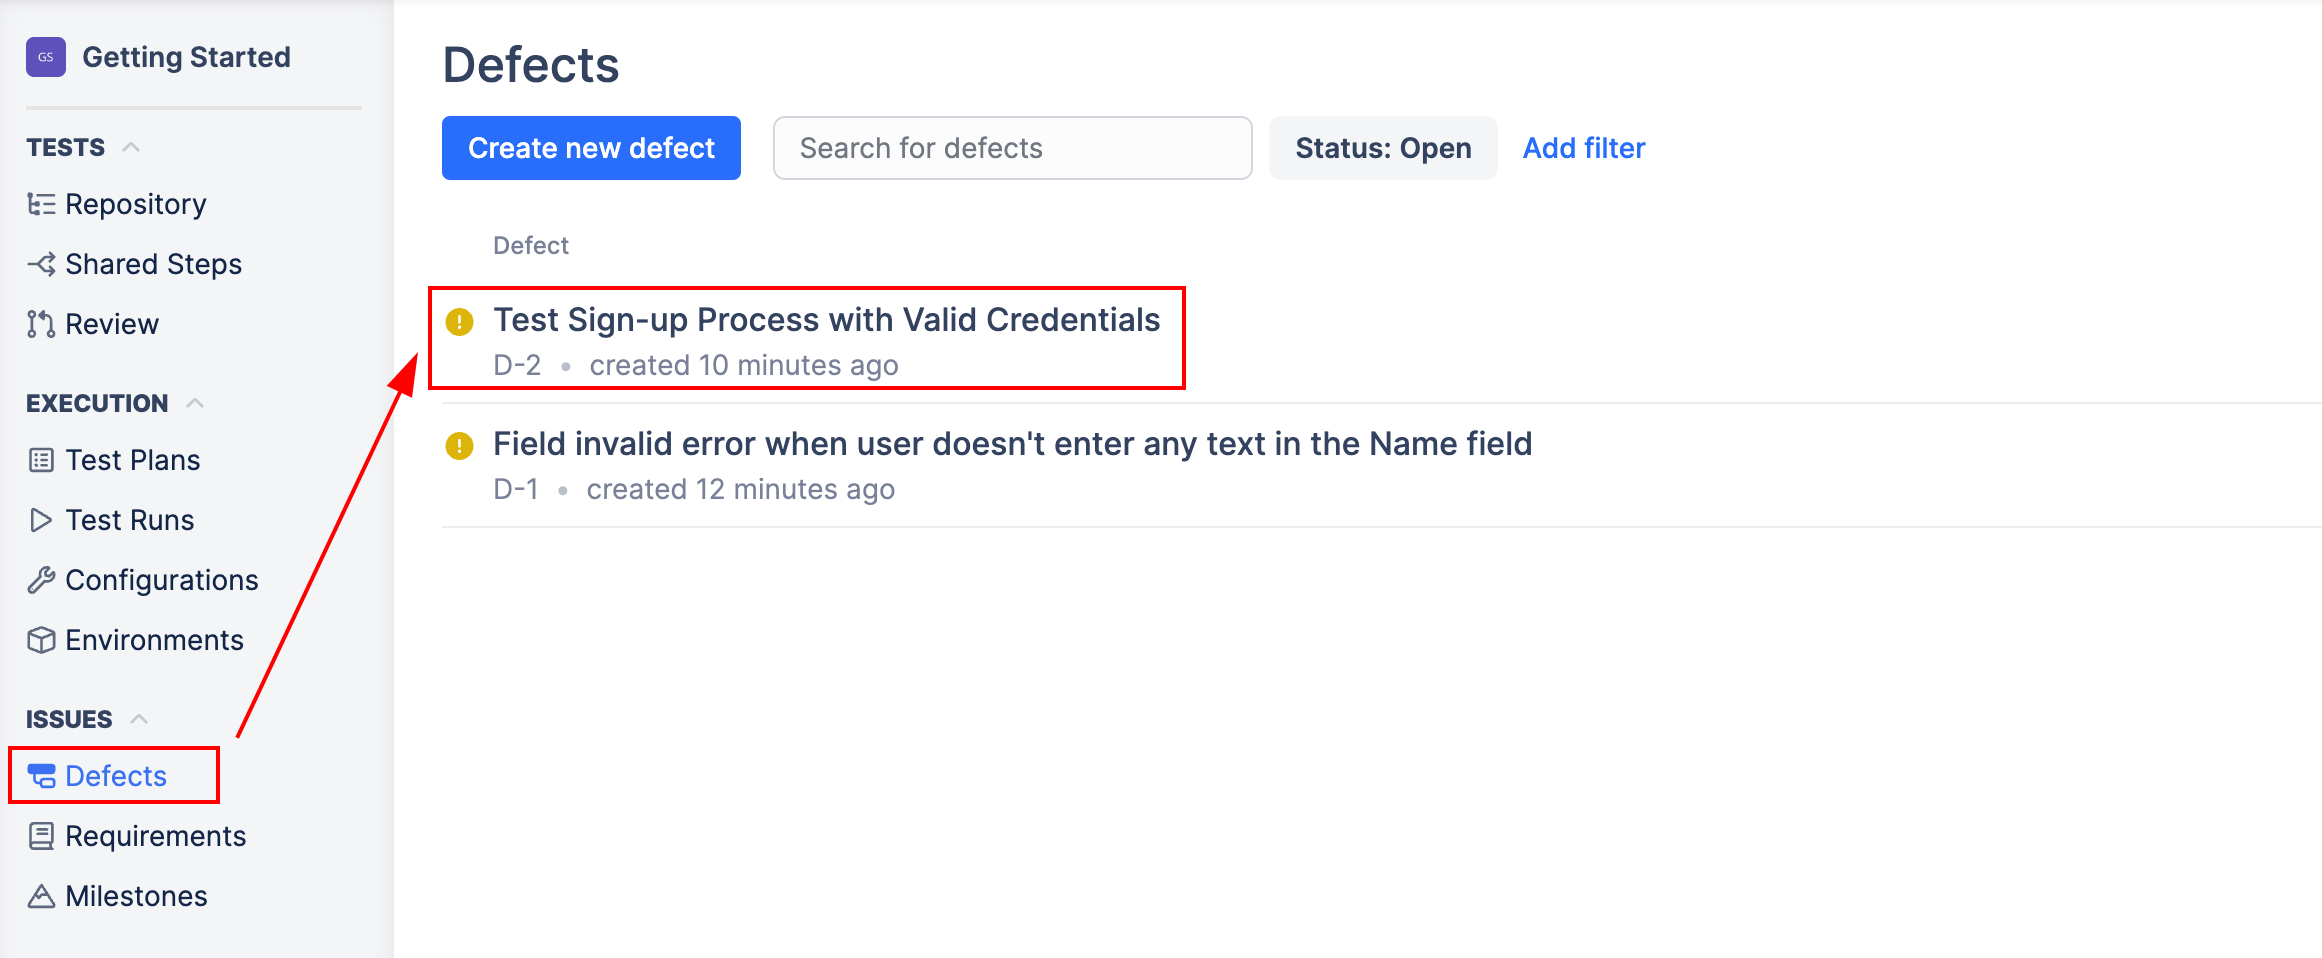 GS Getting Started
TESTS
Repository
Shared Steps
Review
EXECUTION
Test Plans
Test Runs
Configurations
Environments
ISSUES
Defects
Requirements
Milestones
Defects
Create new defect
Search for defects
Status: Open
Add filter
Defect
Test Sign-up Process with Valid Credentials
D-2 • created 10 minutes ago
Field invalid error when user doesn't enter any text in the Name field
D-1 • created 12 minutes ago